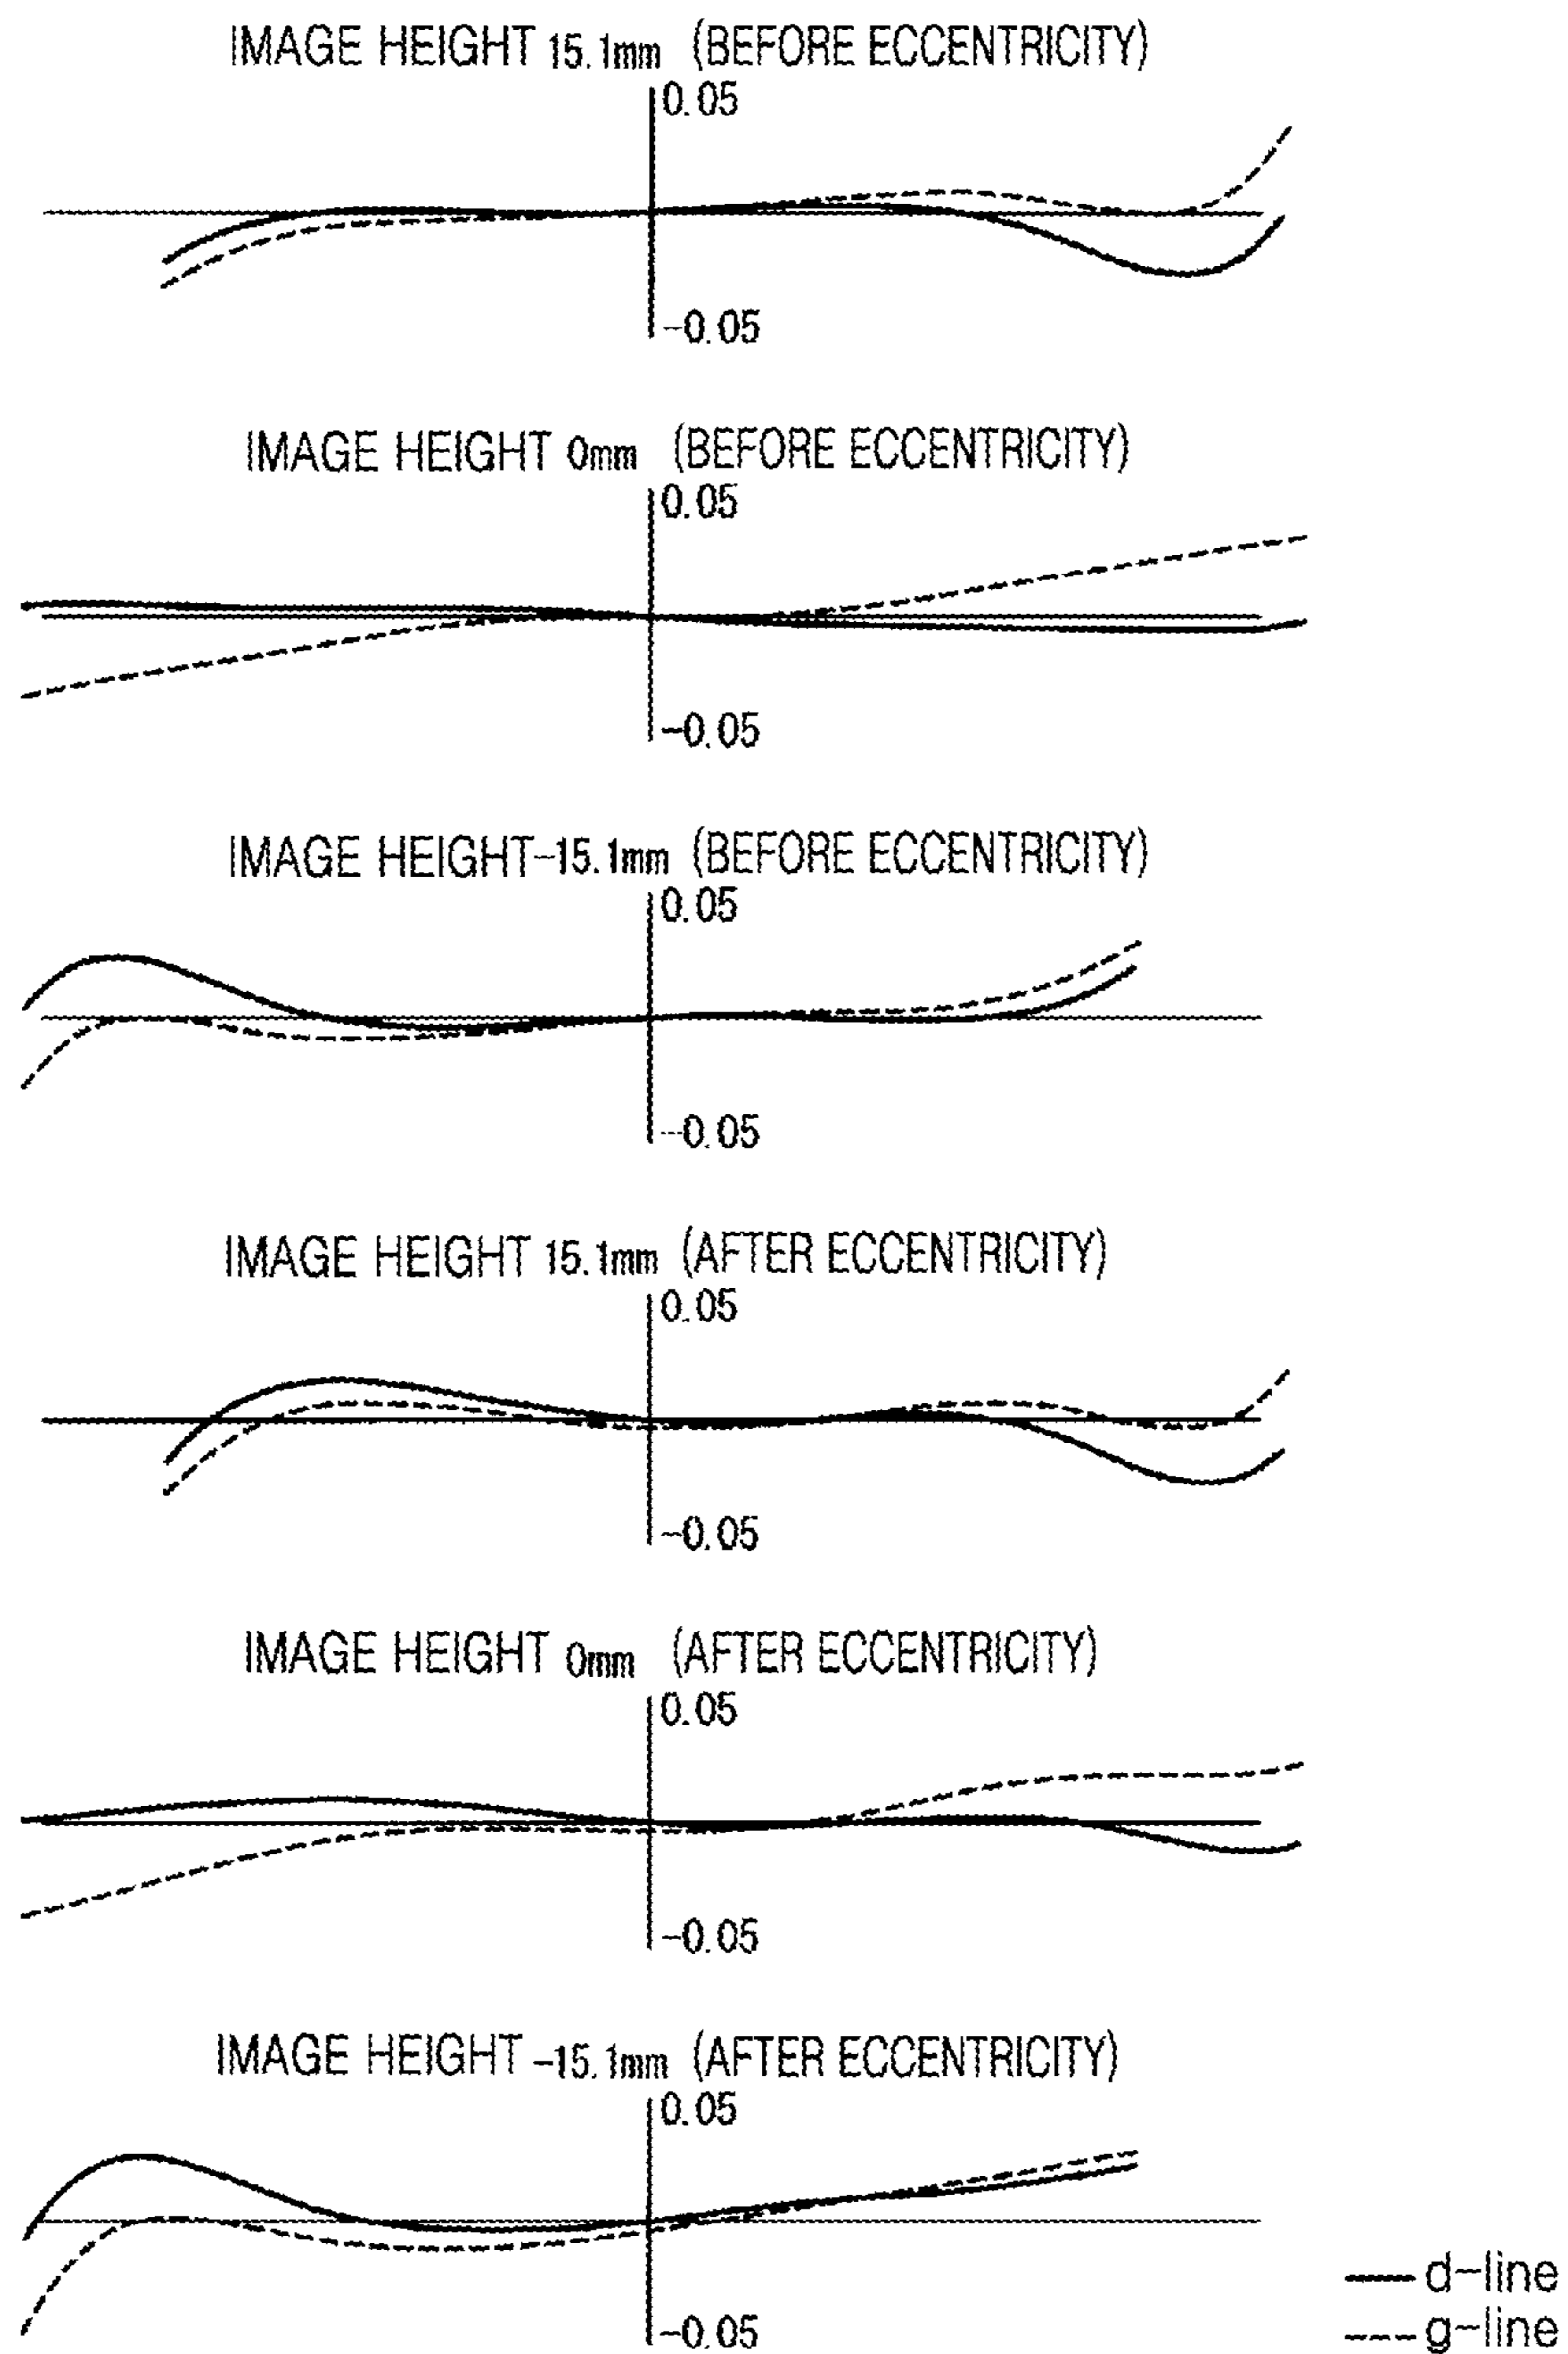 IMAGE HEIGHT 15.1mm (BEFORE ECCENTRICITY)
0.05
-0.05
IMAGE HEIGHT 0mm (BEFORE ECCENTRICITY)
0.05
-0.05
IMAGE HEIGHT-15.1mm (BEFORE ECCENTRICITY)
0.05
-0.05
IMAGE HEIGHT 15.1mm (AFTER ECCENTRICITY)
0.05
-0.05
IMAGE HEIGHT 0mm (AFTER ECCENTRICITY)
0.05
-0.05
IMAGE HEIGHT -15.1mm (AFTER ECCENTRICITY)
0.05
-0.05
d-line
g-line